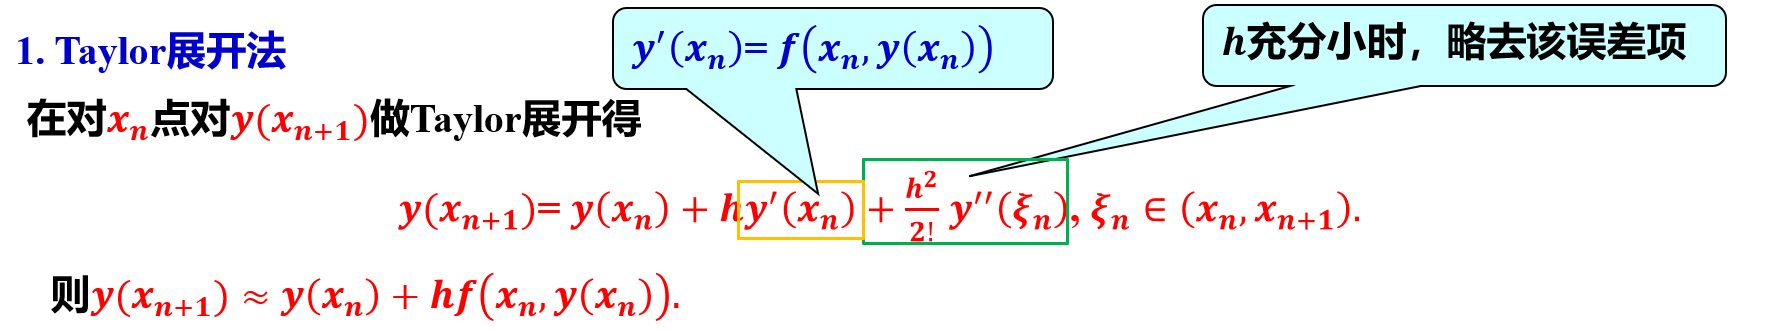 y′(xₙ)= f(xₙ, y(xₙ))
h充分小时，略去该误差项
1. Taylor展开法
在对xₙ点对y(xₙ₊₁)做Taylor展开得
y(xₙ₊₁)= y(xₙ) + hy′(xₙ) + h²/2! y′′(ξₙ), ξₙ ∈ (xₙ, xₙ₊₁).
则y(xₙ₊₁) ≈ y(xₙ) + hf(xₙ, y(xₙ)).